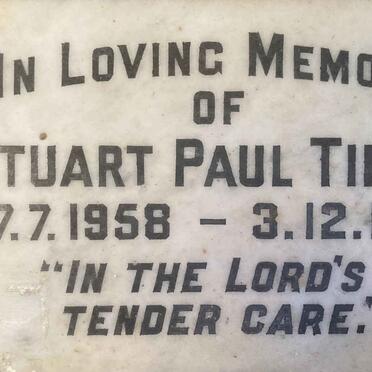 IN LOVING MEMO
OF
TUART PAUL TI
7.7.1958 – 3.12.
"IN THE LORD'S
TENDER CARE."